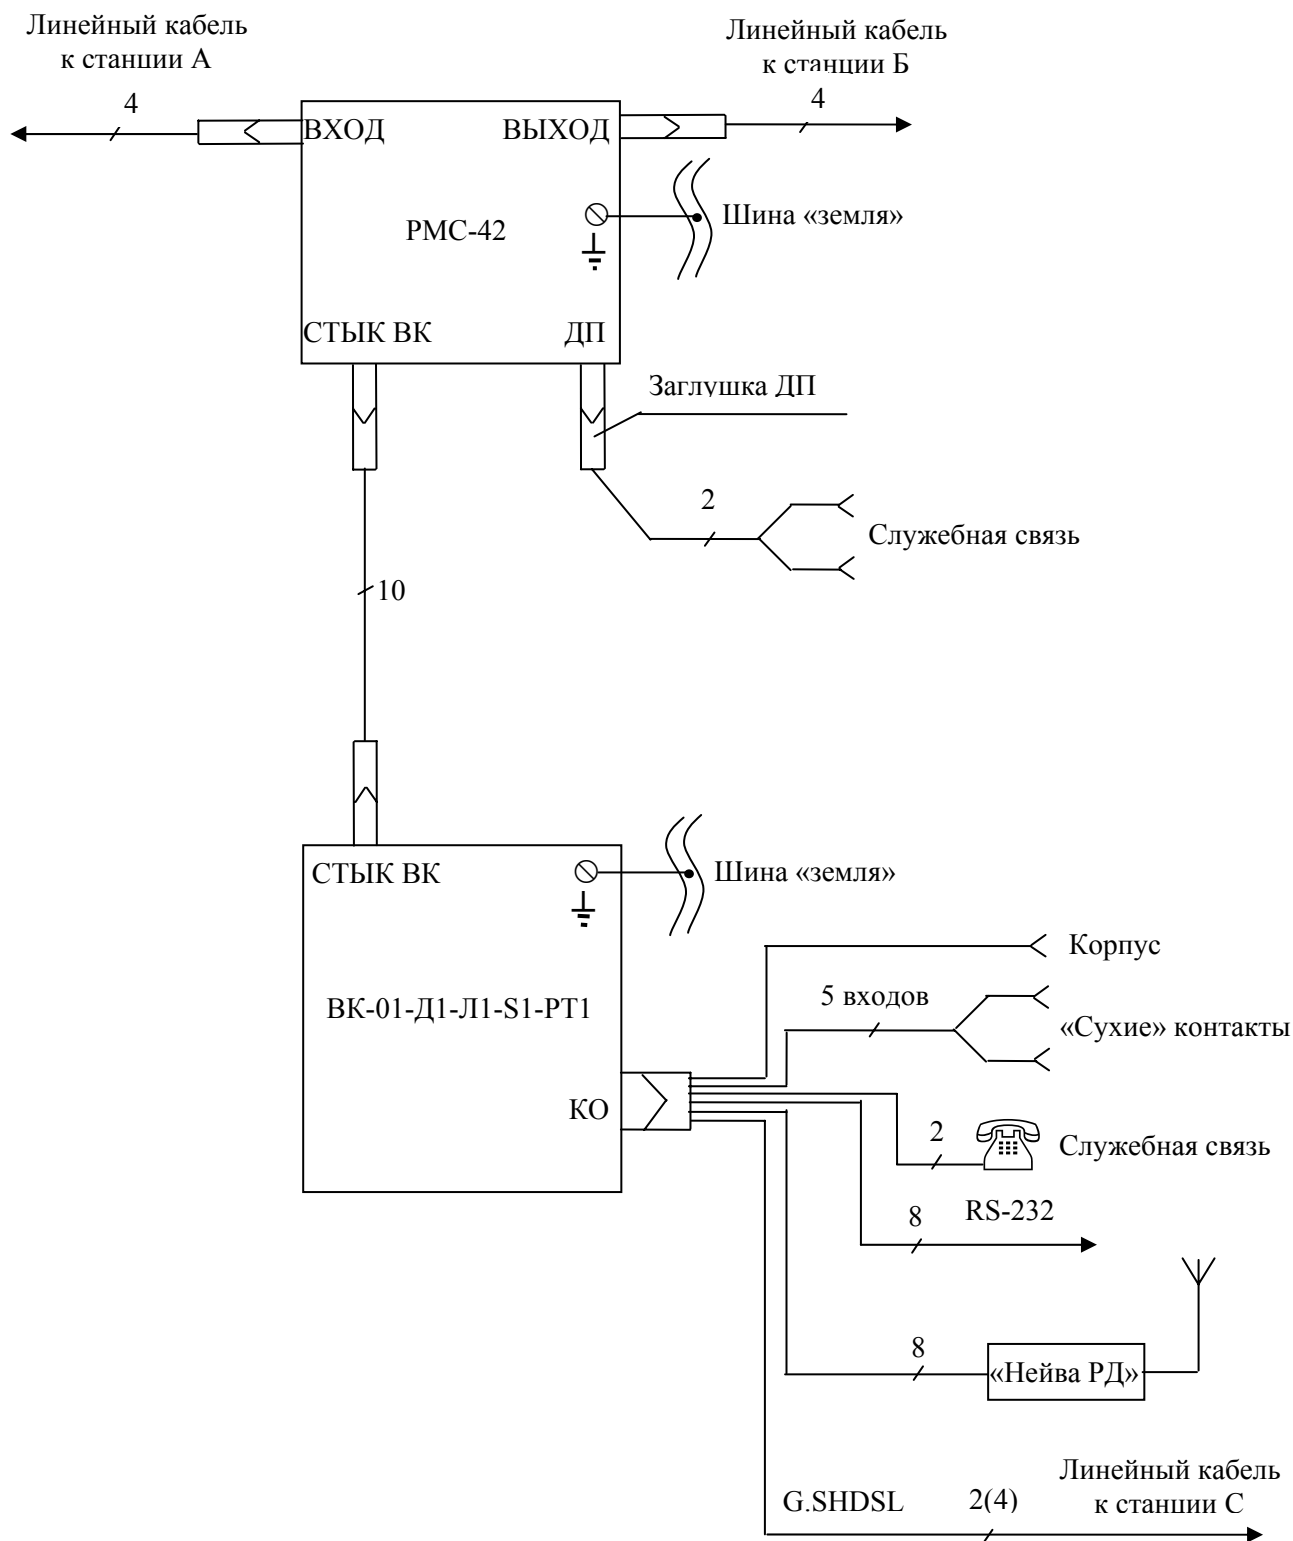 Линейный кабель
к станции А
Линейный кабель
к станции Б
4
4
ВХОД
ВЫХОД
РМС-42
Шина «земля»
СТЫК ВК
ДП
Заглушка ДП
2
Служебная связь
10
СТЫК ВК
Шина «земля»
ВК-01-Д1-Л1-S1-РТ1
Корпус
5 входов
«Сухие» контакты
КО
2
Служебная связь
8
RS-232
8
«Нейва РД»
Линейный кабель
к станции С
G.SHDSL
2(4)